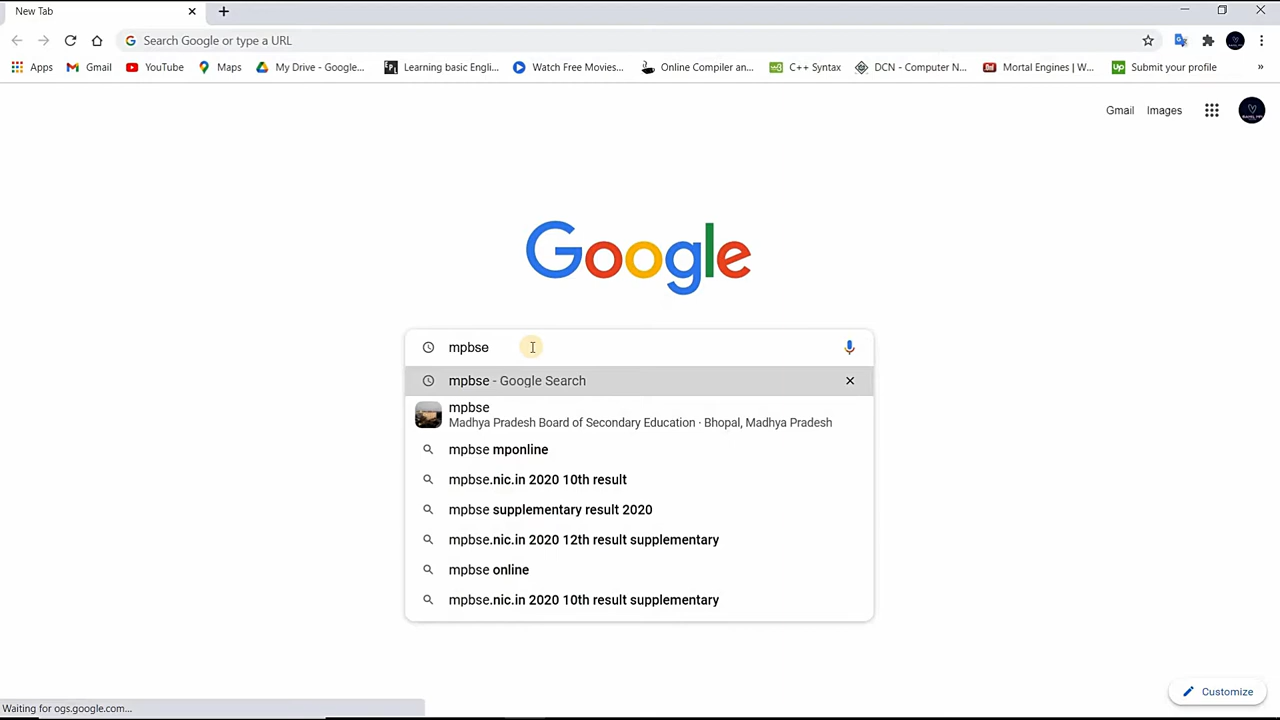 New Tab
Search Google or type a URL
Apps Gmail YouTube Maps My Drive - Google... Learning basic Engli... Watch Free Movies... Online Compiler an... C++ Syntax DCN - Computer N... Mortal Engines | W... Submit your profile »
Gmail Images
Google
mpbse
mpbse - Google Search
mpbse
Madhya Pradesh Board of Secondary Education · Bhopal, Madhya Pradesh
mpbse mponline
mpbse.nic.in 2020 10th result
mpbse supplementary result 2020
mpbse.nic.in 2020 12th result supplementary
mpbse online
mpbse.nic.in 2020 10th result supplementary
Customize
Waiting for ogs.google.com...